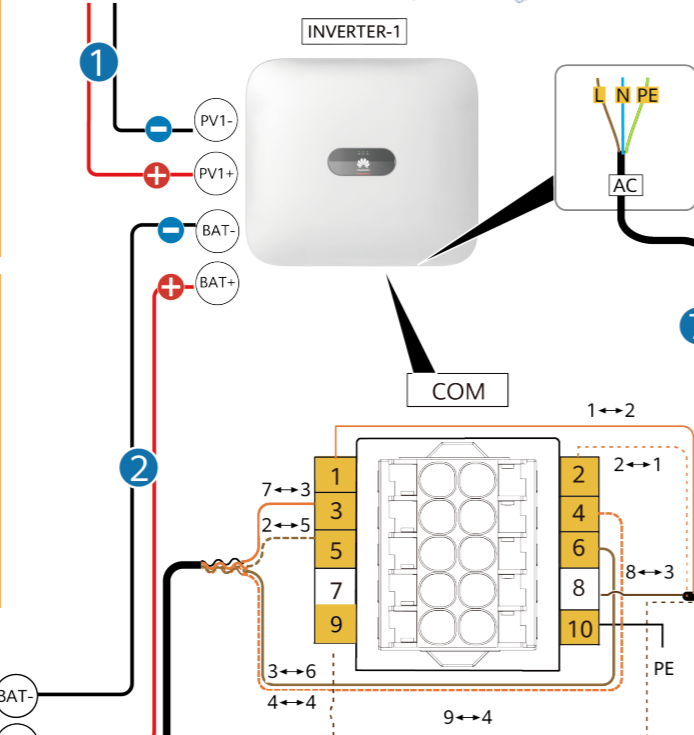 INVERTER-1
1
PV1-
L N PE
PV1+
AC
BAT-
BAT+
COM
1↔2
2
1
2
2↔1
7↔3
3
4
2↔5
5
6
7
8
8↔3
9
10
3↔6
PE
BAT-
4↔4
9↔4